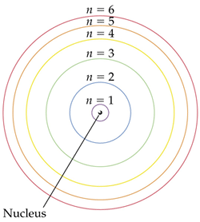 n = 6
n = 5
n = 4
n = 3
n = 2
n = 1
Nucleus